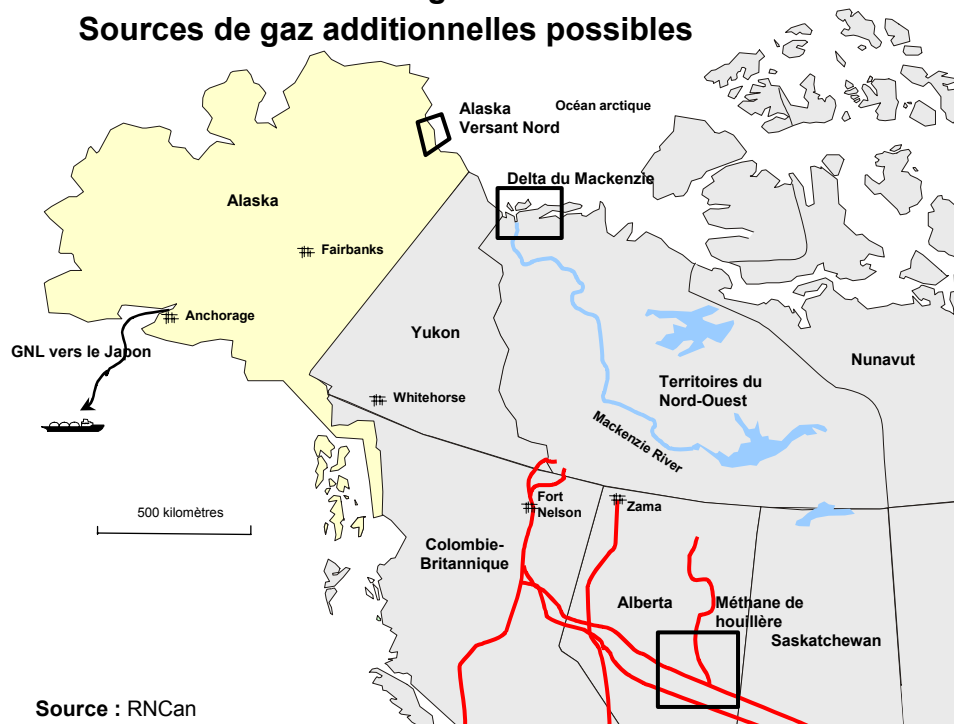 Sources de gaz additionnelles possibles
Alaska
Versant Nord
Océan arctique
Delta du Mackenzie
Alaska
Fairbanks
Anchorage
GNL vers le Japon
Yukon
Nunavut
Territoires du
Nord-Ouest
Whitehorse
Mackenzie River
Fort
Nelson
Zama
500 kilomètres
Colombie-
Britannique
Alberta
Méthane de
houillère
Saskatchewan
Source : RNCan